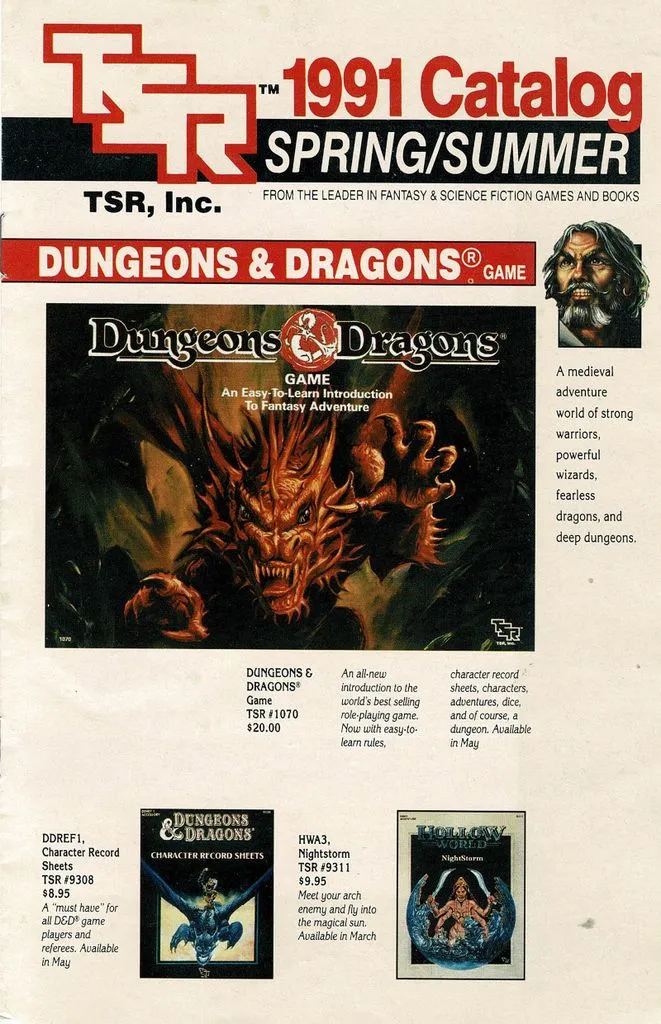 TSR™
1991 Catalog
SPRING/SUMMER
TSR, Inc.
FROM THE LEADER IN FANTASY & SCIENCE FICTION GAMES AND BOOKS
DUNGEONS & DRAGONS® GAME
Dungeons & Dragons®
GAME
An Easy-To-Learn Introduction
To Fantasy Adventure
1070
TSR, Inc.
A medieval
adventure
world of strong
warriors,
powerful
wizards,
fearless
dragons, and
deep dungeons.
DUNGEONS &
DRAGONS®
Game
TSR #1070
$20.00
An all-new
introduction to the
world's best selling
role-playing game.
Now with easy-to-
learn rules,
character record
sheets, characters,
adventures, dice,
and of course, a
dungeon. Available
in May
DDREF1,
Character Record
Sheets
TSR #9308
$8.95
A "must have" for
all D&D® game
players and
referees. Available
in May
DUNGEONS
& DRAGONS®
CHARACTER RECORD SHEETS
HWA3,
Nightstorm
TSR #9311
$9.95
Meet your arch
enemy and fly into
the magical sun.
Available in March
HOLLOW
WORLD
NightStorm